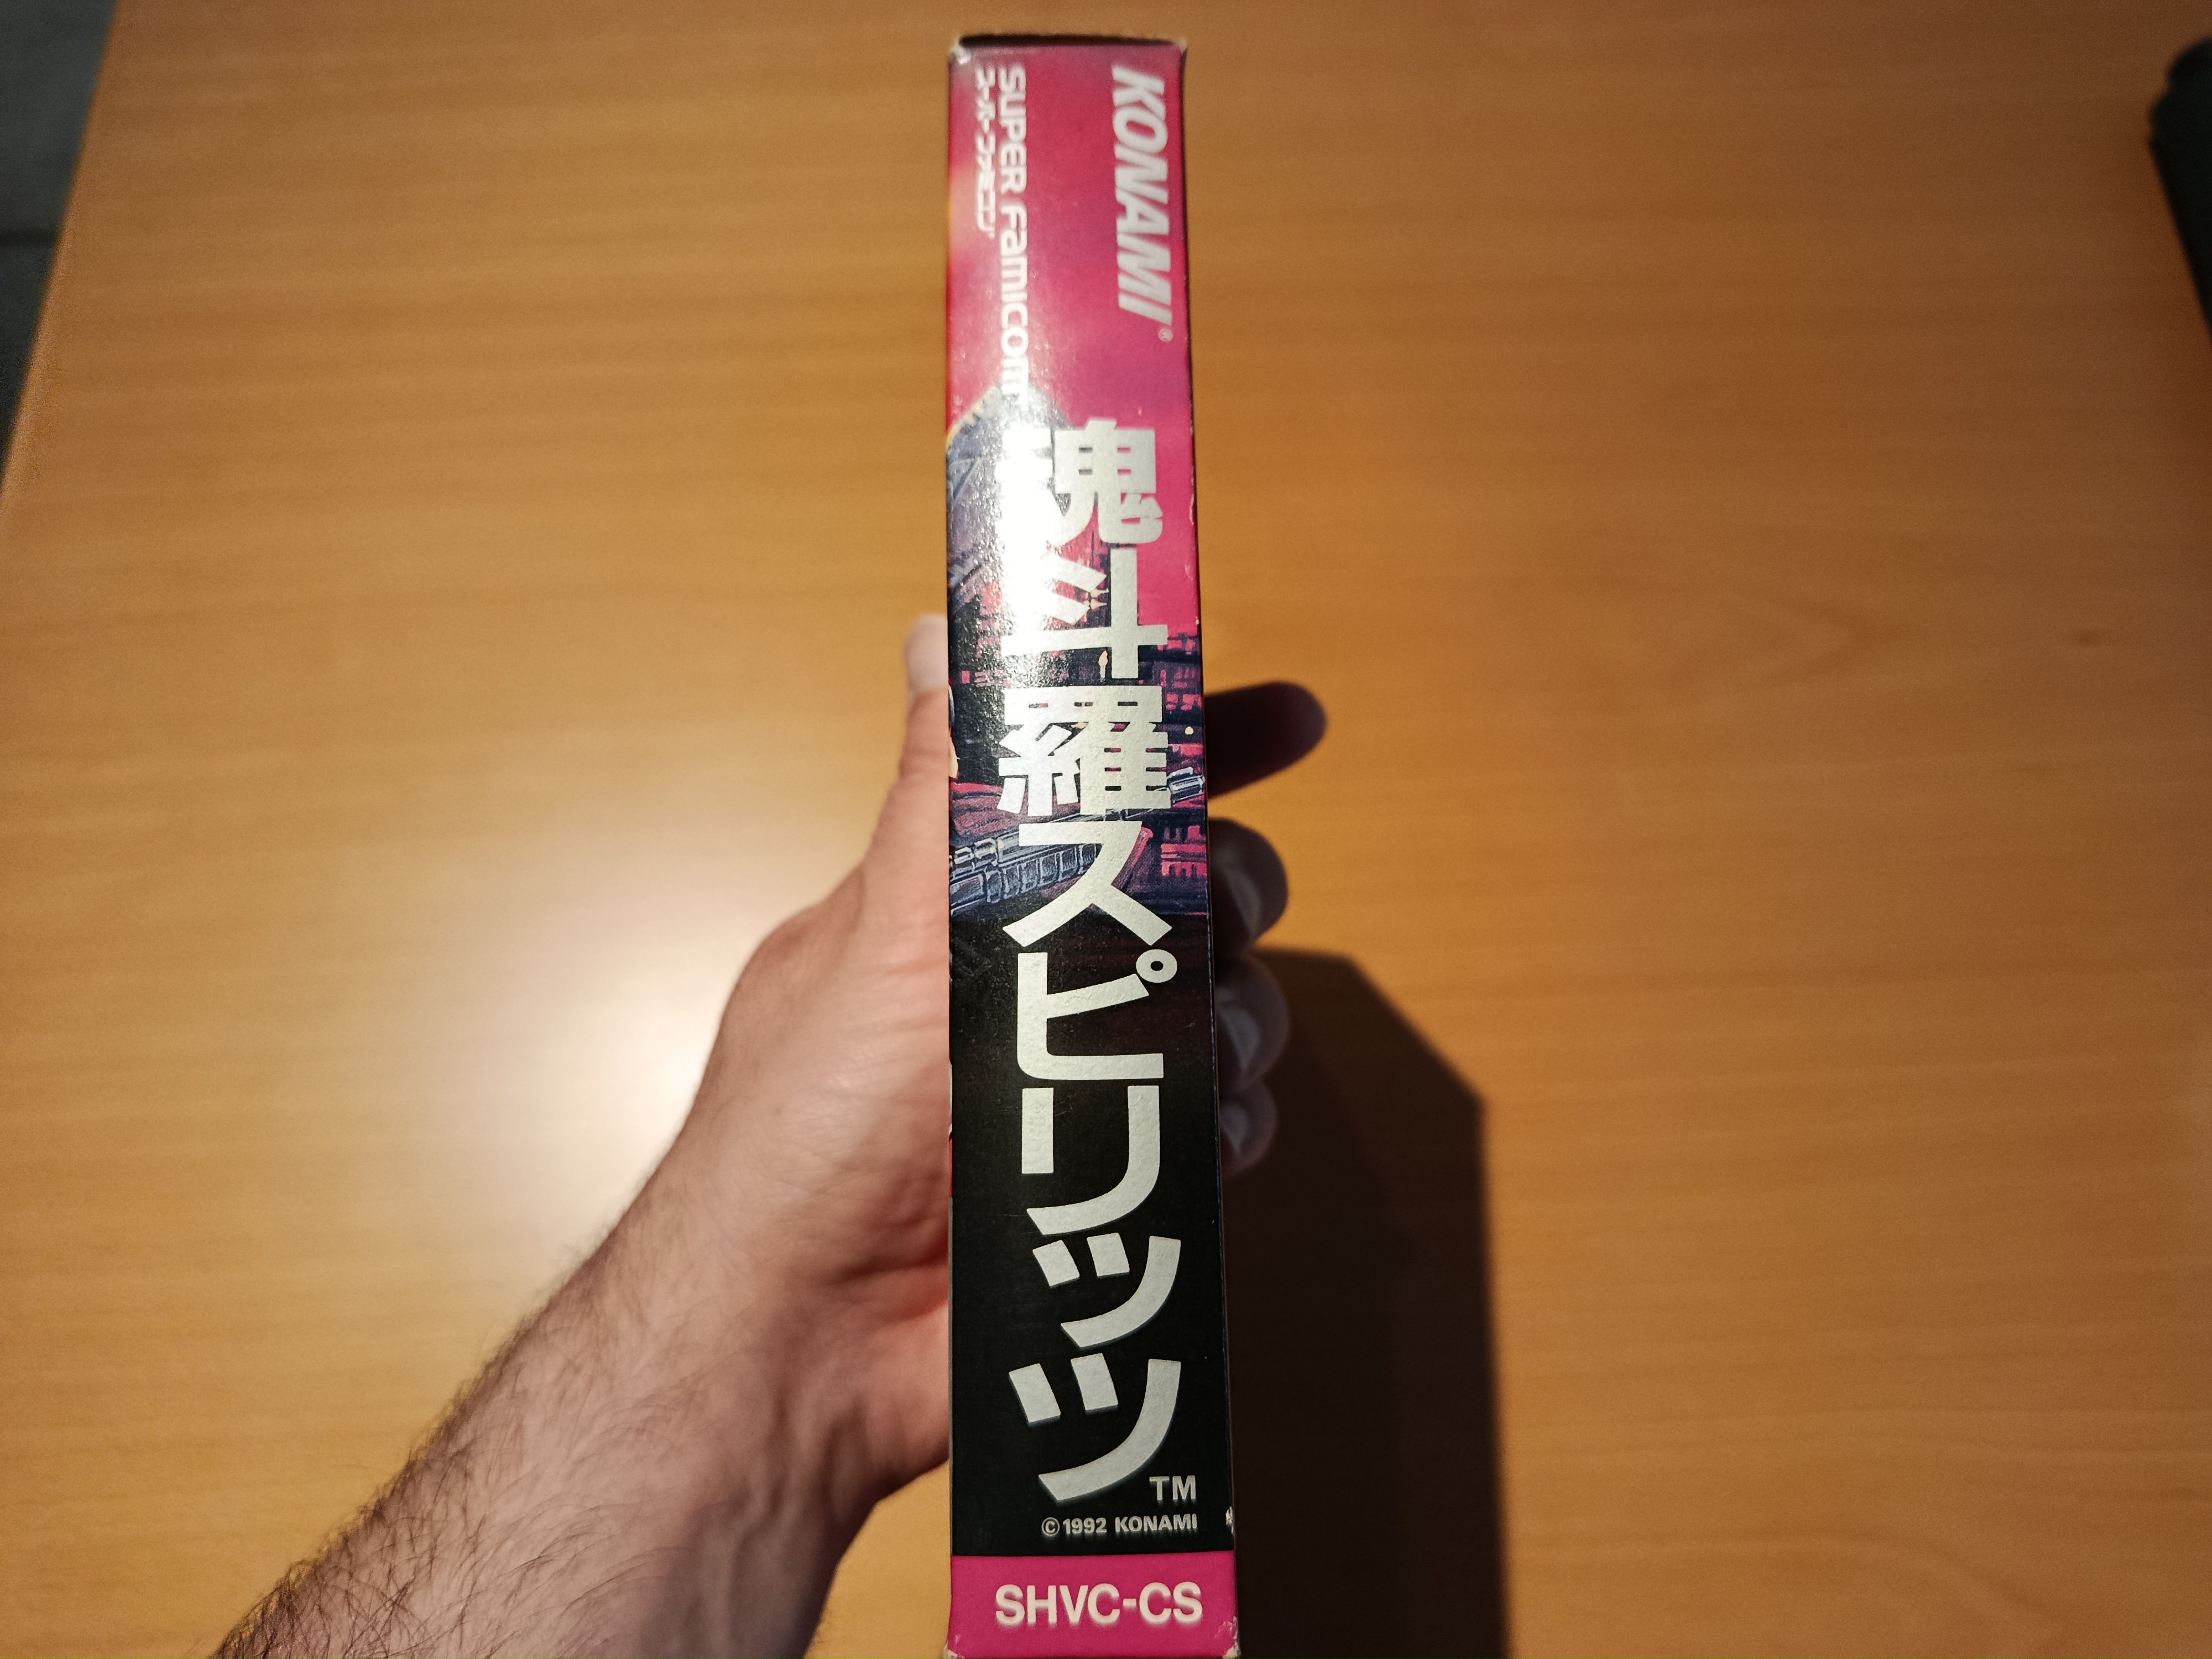 KONAMI®
SUPER FAMICOM
スーパーファミコン
魂斗羅スピリッツ
TM
©1992 KONAMI
SHVC-CS